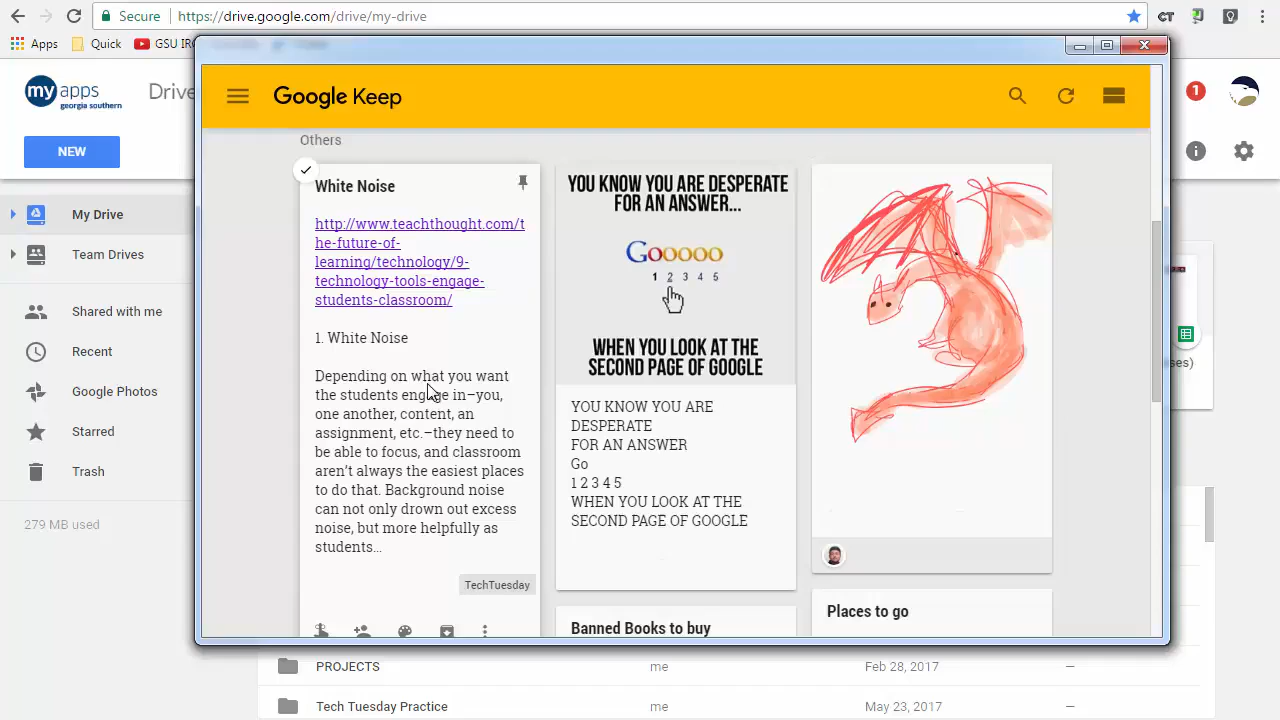 Secure
https://drive.google.com/drive/my-drive
CT
Apps
Quick
GSU IRC
my apps
georgia southern
Drive
1
NEW
My Drive
Team Drives
Shared with me
Recent
Google Photos
Starred
Trash
279 MB used
Google Keep
Others
White Noise
http://www.teachthought.com/t
he-future-of-
learning/technology/9-
technology-tools-engage-
students-classroom/
1. White Noise
Depending on what you want
the students engage in–you,
one another, content, an
assignment, etc.–they need to
be able to focus, and classroom
aren't always the easiest places
to do that. Background noise
can not only drown out excess
noise, but more helpfully as
students...
TechTuesday
YOU KNOW YOU ARE DESPERATE
FOR AN ANSWER...
Gooooo
1 2 3 4 5
WHEN YOU LOOK AT THE
SECOND PAGE OF GOOGLE
YOU KNOW YOU ARE
DESPERATE
FOR AN ANSWER
Go
1 2 3 4 5
WHEN YOU LOOK AT THE
SECOND PAGE OF GOOGLE
Banned Books to buy
Places to go
ses)
PROJECTS me Feb 28, 2017 —
Tech Tuesday Practice me May 23, 2017 —